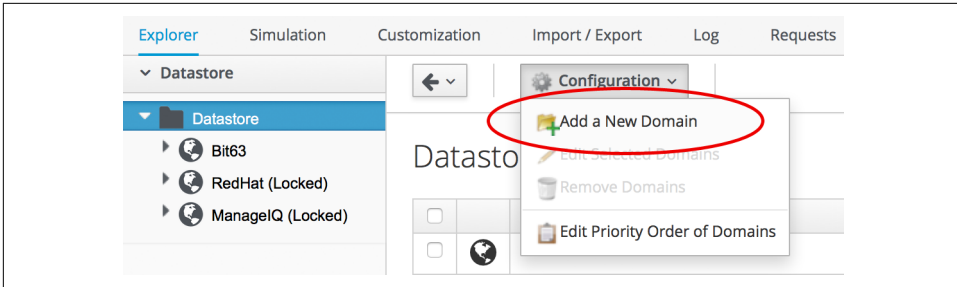 Explorer Simulation Customization Import / Export Log Requests
Datastore
Configuration
Datastore
Add a New Domain
Bit63
Datasto
Edit Selected Domains
RedHat (Locked)
Remove Domains
ManageIQ (Locked)
Edit Priority Order of Domains